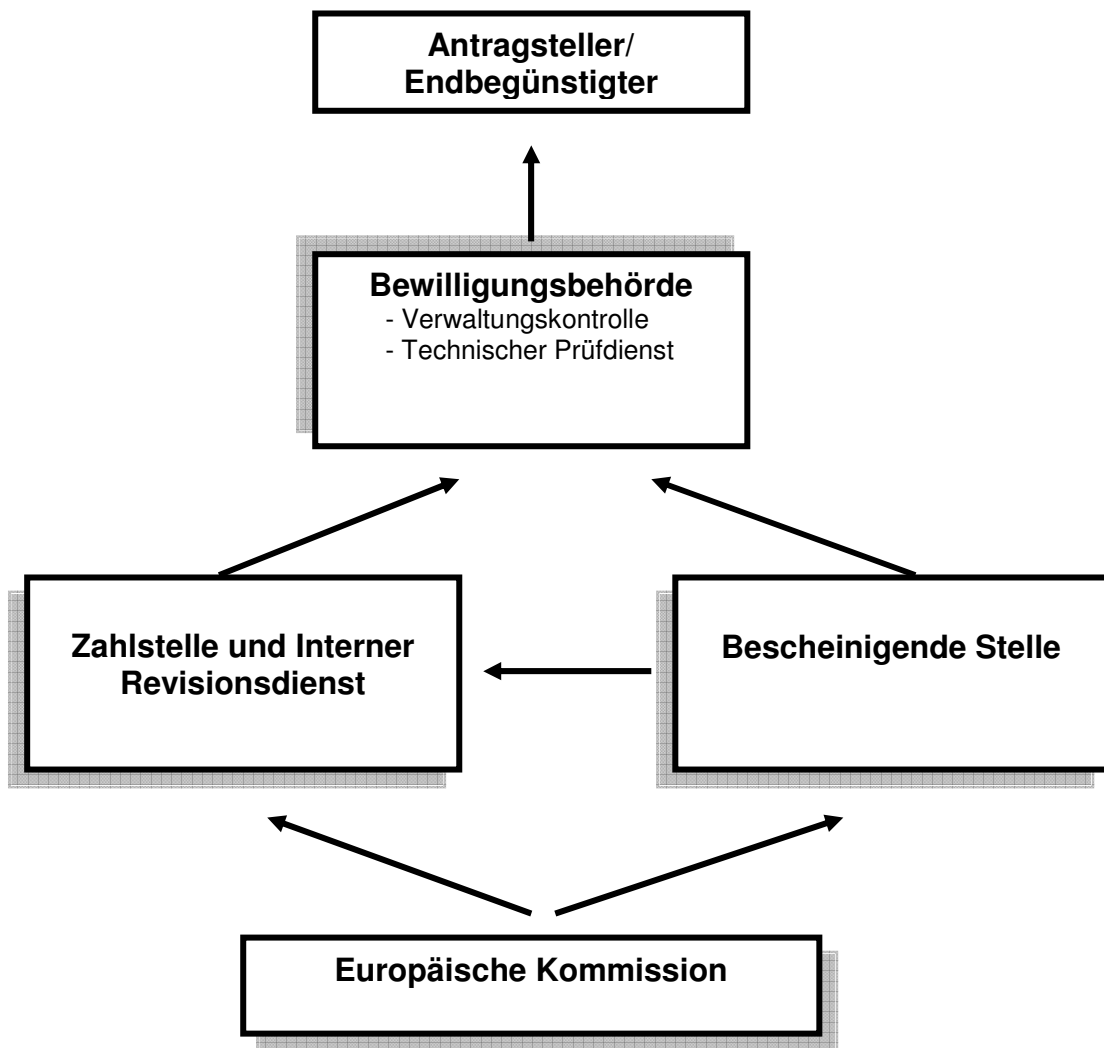 Antragsteller/
Endbegünstigter
Bewilligungsbehörde
- Verwaltungskontrolle
- Technischer Prüfdienst
Zahlstelle und Interner
Revisionsdienst
Bescheinigende Stelle
Europäische Kommission